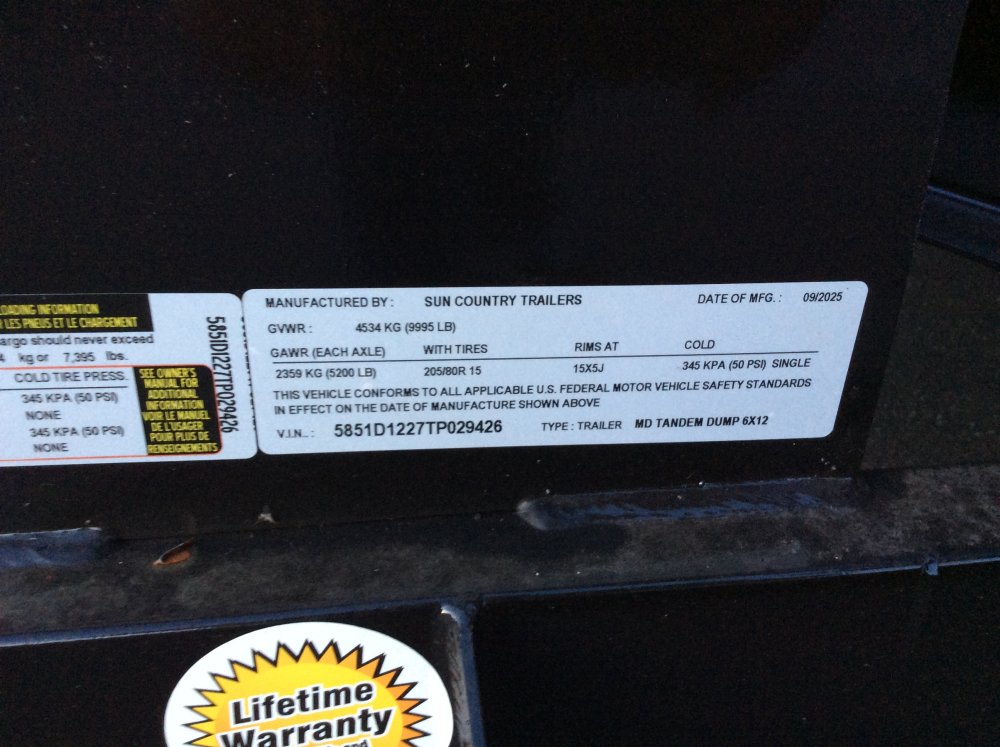 LOADING INFORMATION
LES PNEUS ET LE CHARGEMENT
argo should never exceed
4 kg or 7,395 lbs.
COLD TIRE PRESS.
345 KPA (50 PSI)
NONE
345 KPA (50 PSI)
NONE
SEE OWNER'S
MANUAL FOR
ADDITIONAL
INFORMATION
VOIR LE MANUEL
DE L'USAGER
POUR PLUS DE
RENSEIGNEMENTS
5851D1227TP029426
MANUFACTURED BY : SUN COUNTRY TRAILERS DATE OF MFG. : 09/2025
GVWR : 4534 KG (9995 LB)
GAWR (EACH AXLE) WITH TIRES RIMS AT COLD
2359 KG (5200 LB) 205/80R 15 15X5J 345 KPA (50 PSI) SINGLE
THIS VEHICLE CONFORMS TO ALL APPLICABLE U.S. FEDERAL MOTOR VEHICLE SAFETY STANDARDS
IN EFFECT ON THE DATE OF MANUFACTURE SHOWN ABOVE
V.I.N.. : 5851D1227TP029426 TYPE : TRAILER MD TANDEM DUMP 6X12
Lifetime
Warranty